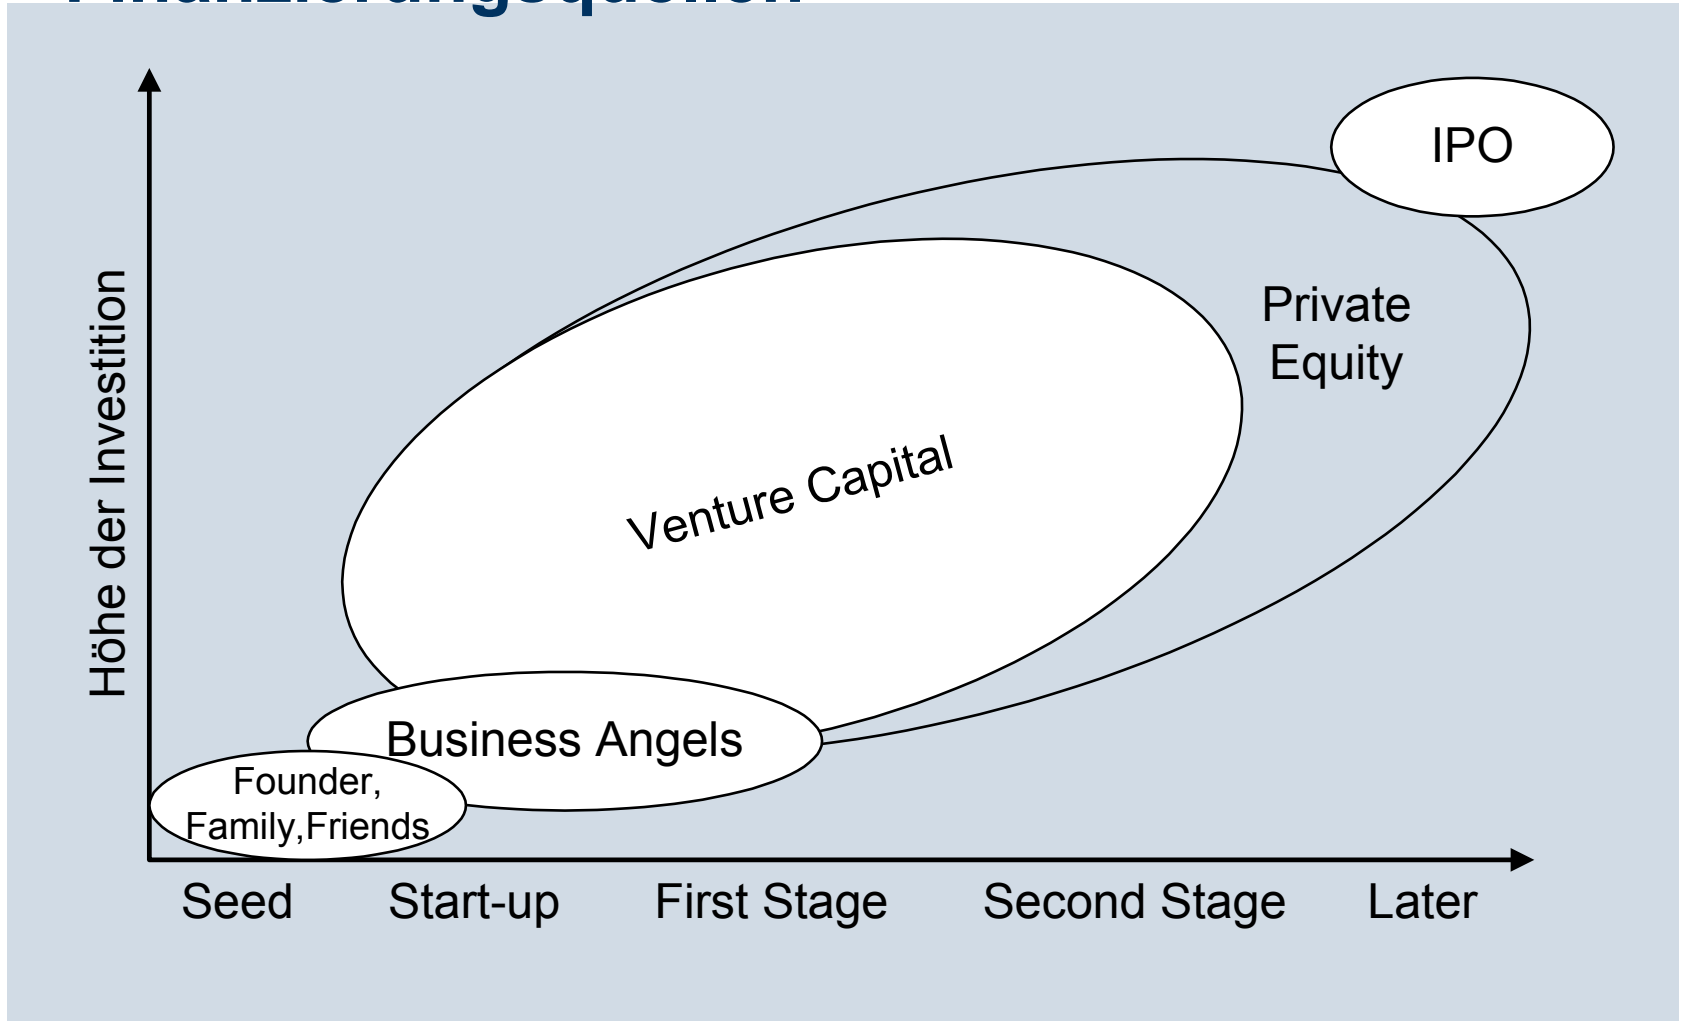 Finanzierungsquellen
IPO
Private
Equity
Venture Capital
Höhe der Investition
Business Angels
Founder,
Family,Friends
Seed Start-up First Stage Second Stage Later